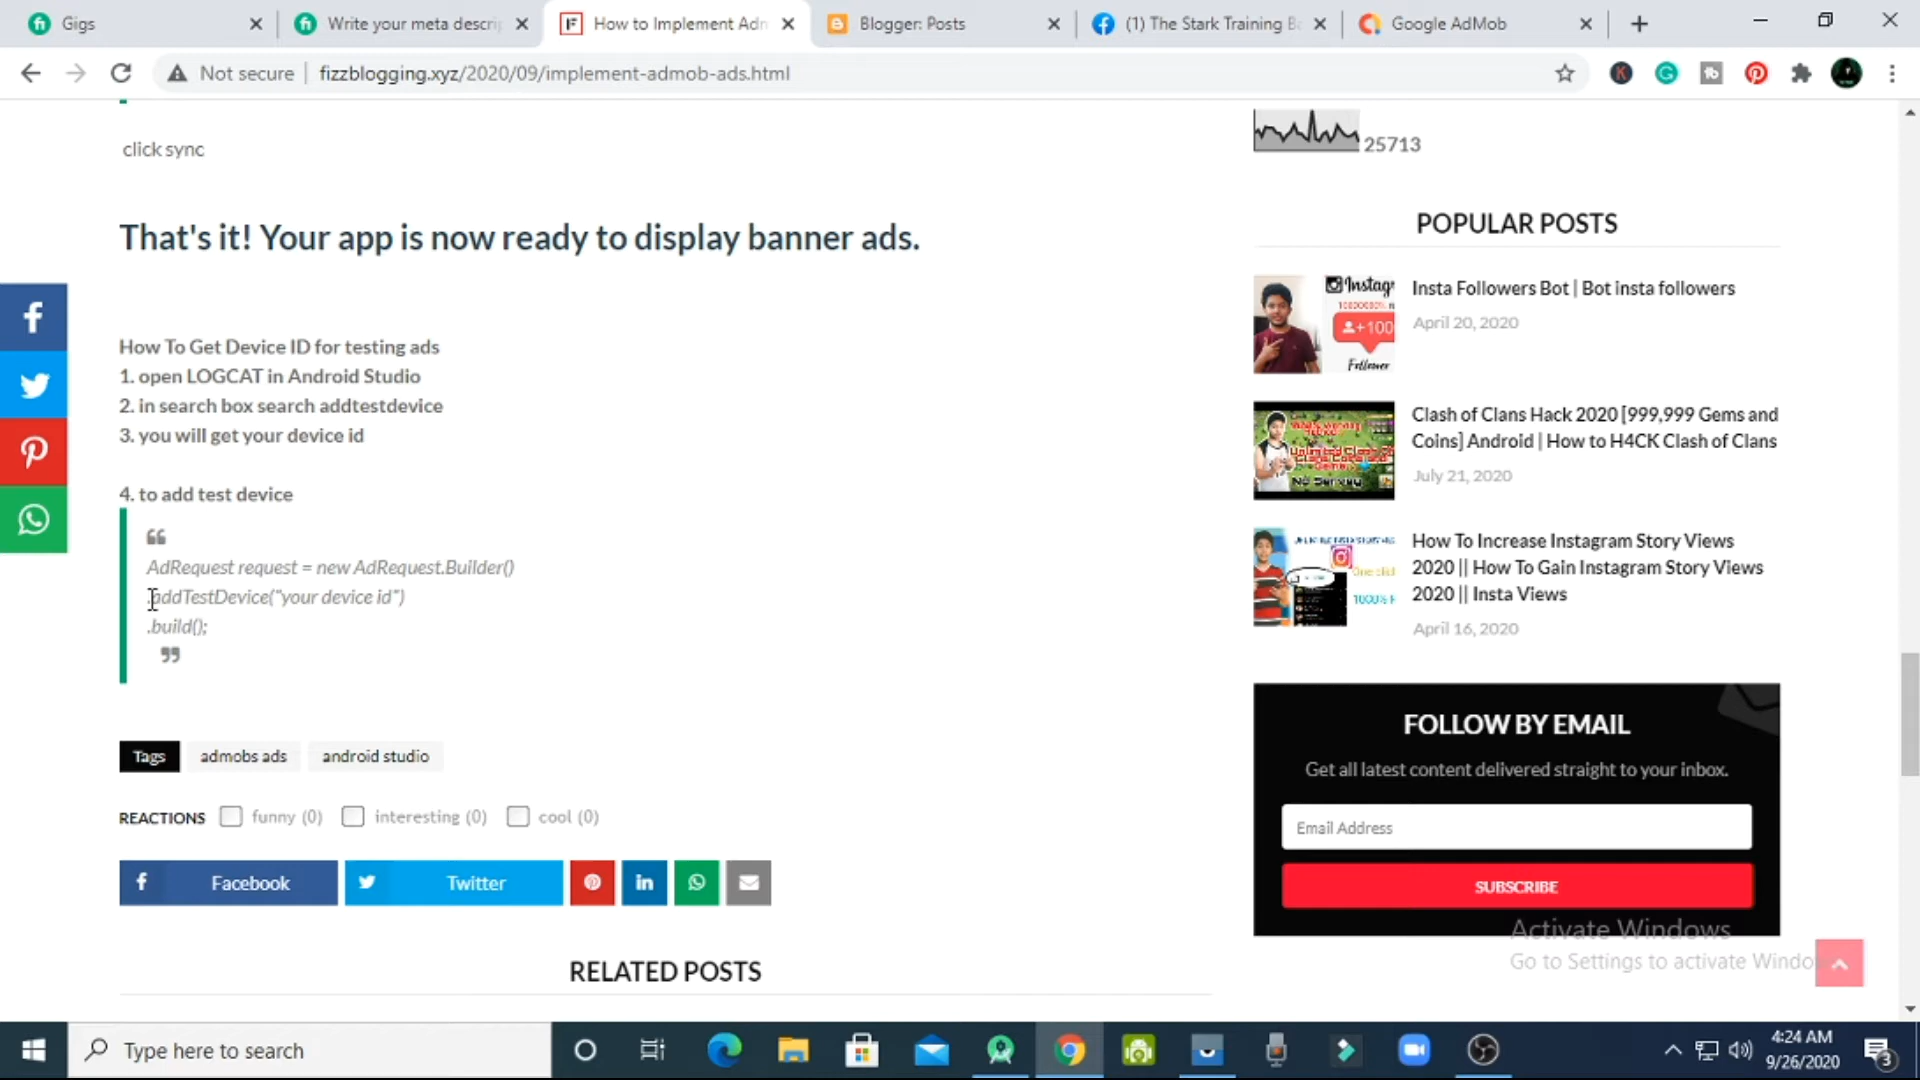 Gigs
Write your meta descrip
How to Implement Adm
Blogger: Posts
(1) The Stark Training B
Google AdMob
Not secure
fizzblogging.xyz/2020/09/implement-admob-ads.html
click sync
That's it! Your app is now ready to display banner ads.
How To Get Device ID for testing ads
1. open LOGCAT in Android Studio
2. in search box search addtestdevice
3. you will get your device id
4. to add test device
AdRequest request = new AdRequest.Builder()
.addTestDevice("your device id")
.build();
Tags
admobs ads
android studio
REACTIONS
funny (0)
interesting (0)
cool (0)
Facebook
Twitter
RELATED POSTS
25713
POPULAR POSTS
Insta Followers Bot | Bot insta followers
April 20, 2020
Clash of Clans Hack 2020 [999,999 Gems and
Coins] Android | How to H4CK Clash of Clans
July 21, 2020
How To Increase Instagram Story Views
2020 || How To Gain Instagram Story Views
2020 || Insta Views
April 16, 2020
FOLLOW BY EMAIL
Get all latest content delivered straight to your inbox.
Email Address
SUBSCRIBE
Activate Windows
Go to Settings to activate Windo
Type here to search
4:24 AM
9/26/2020
3